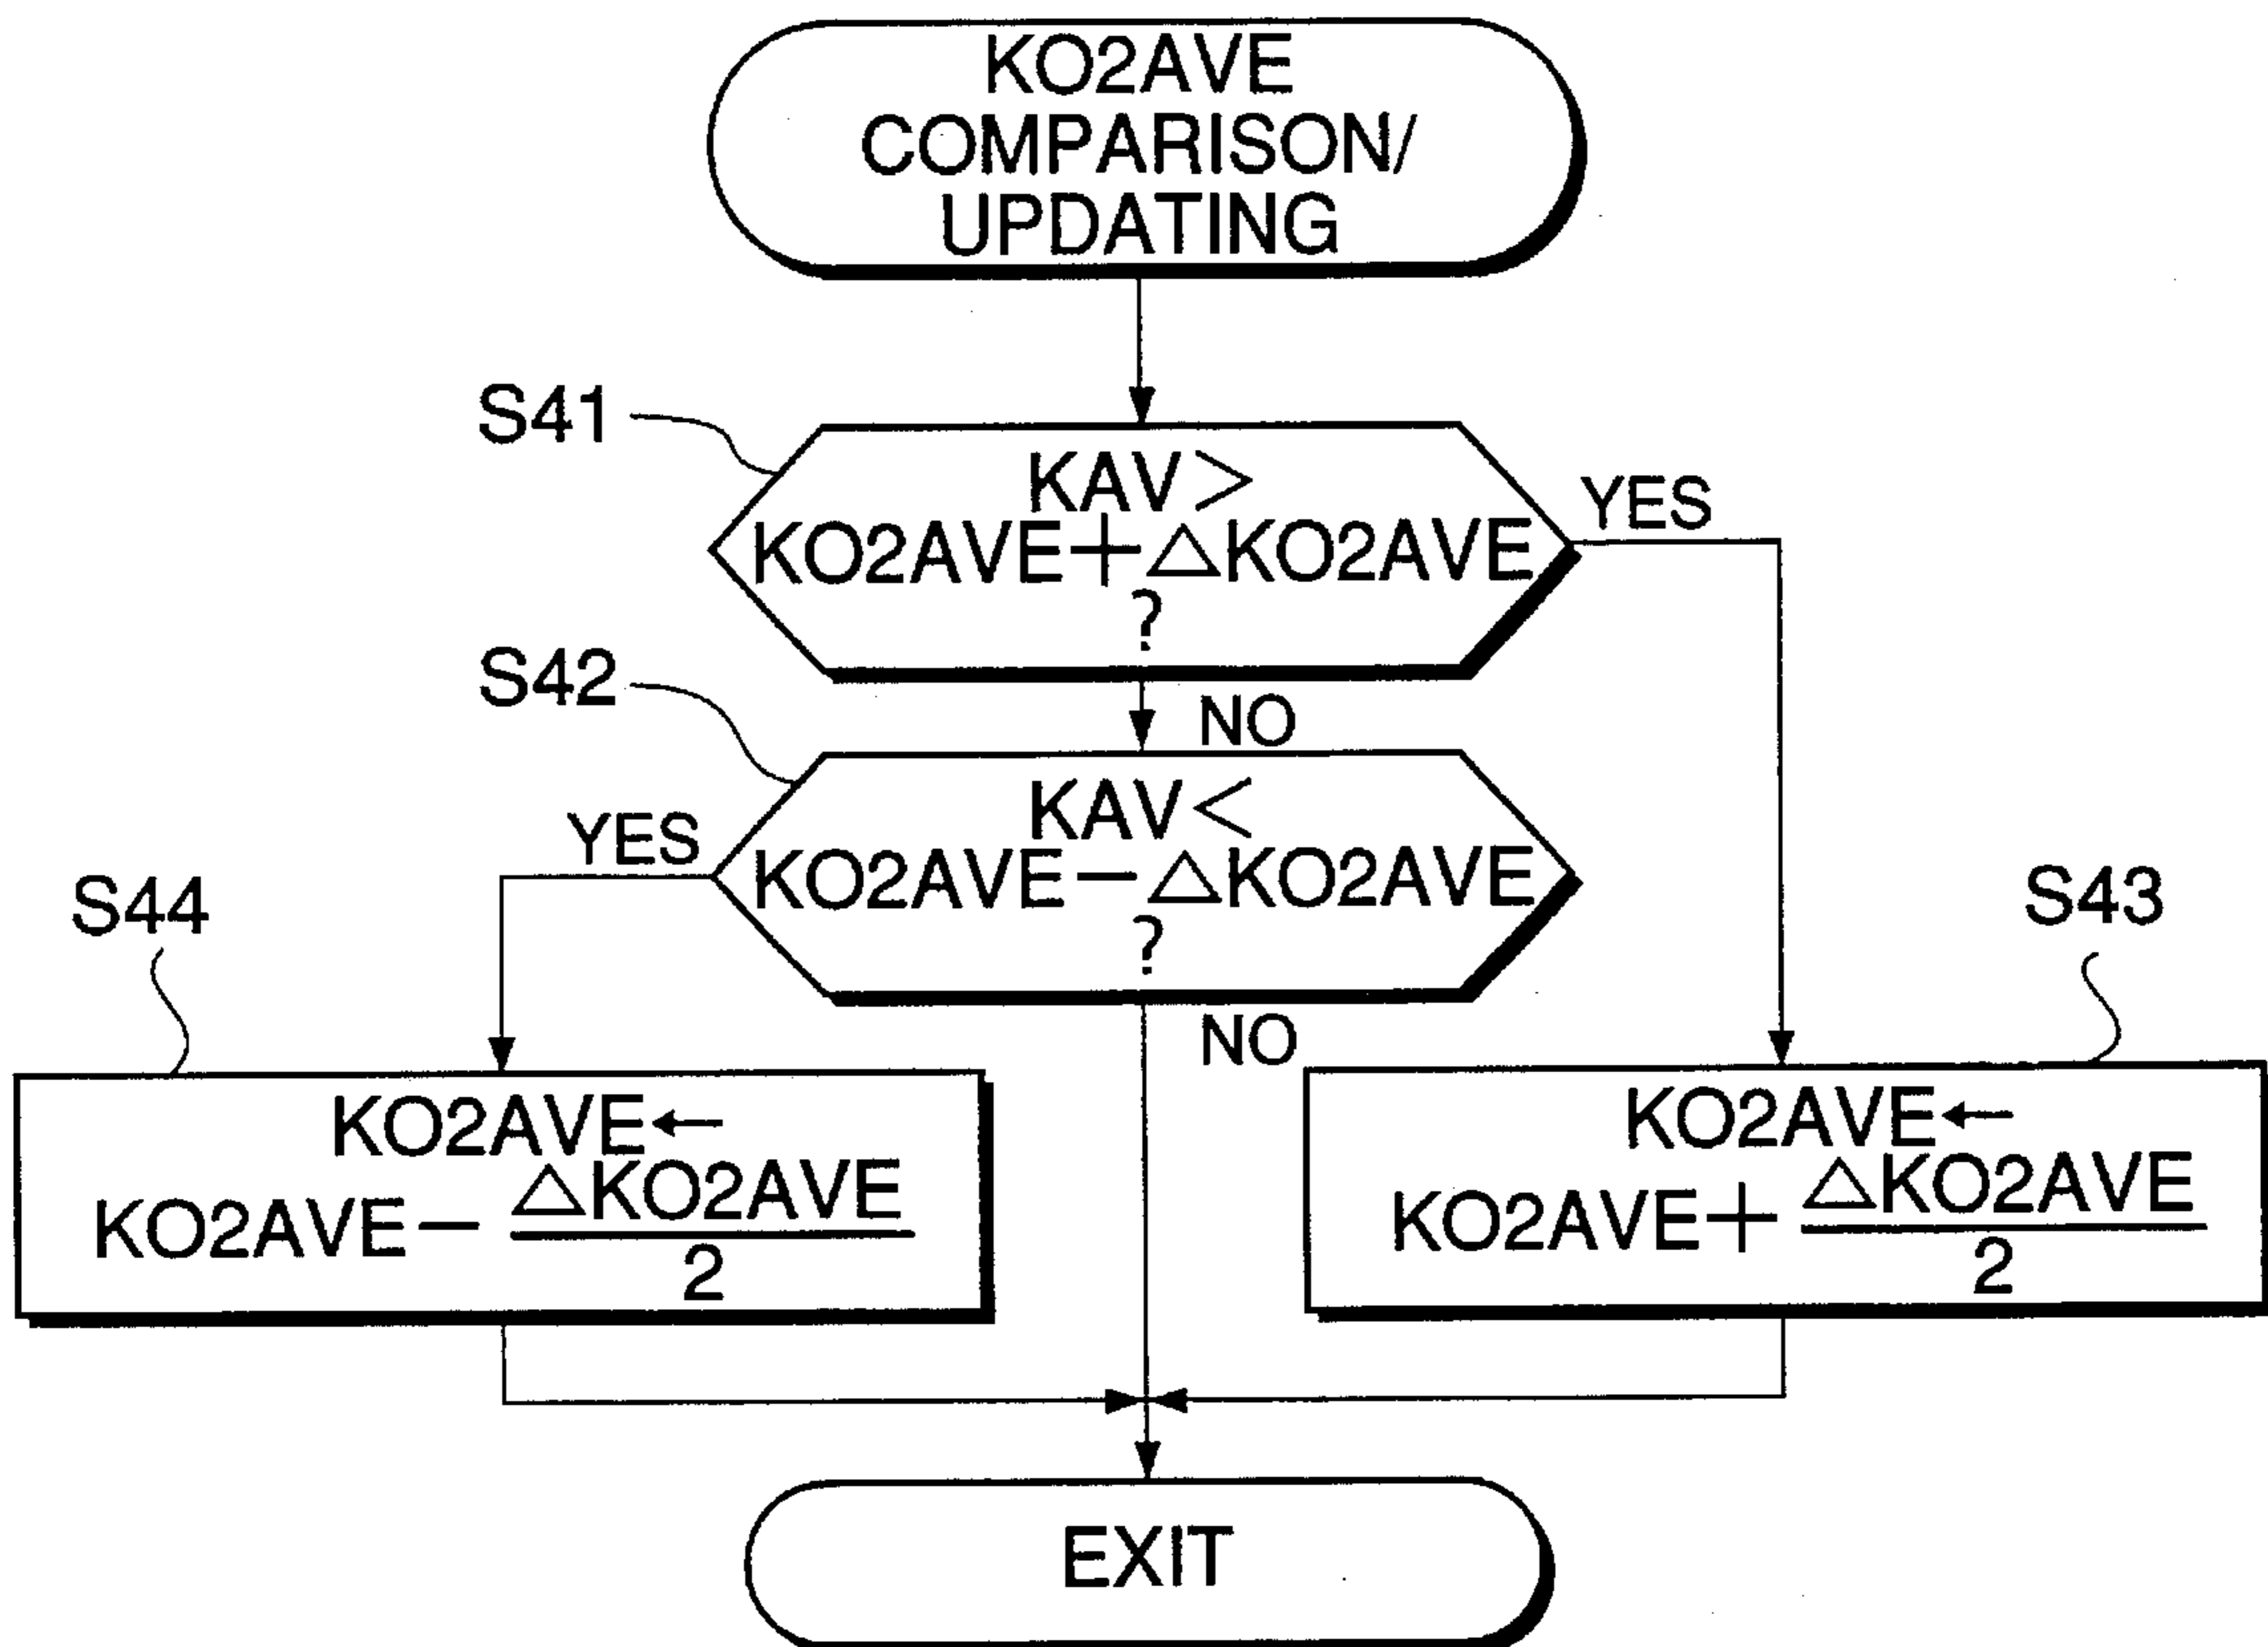 KO2AVE
COMPARISON/
UPDATING
S41
KAV>
KO2AVE+△KO2AVE
?
YES
NO
S42
KAV<
KO2AVE−△KO2AVE
?
YES
NO
S44
KO2AVE←
KO2AVE− △KO2AVE
2
S43
KO2AVE←
KO2AVE+ △KO2AVE
2
EXIT